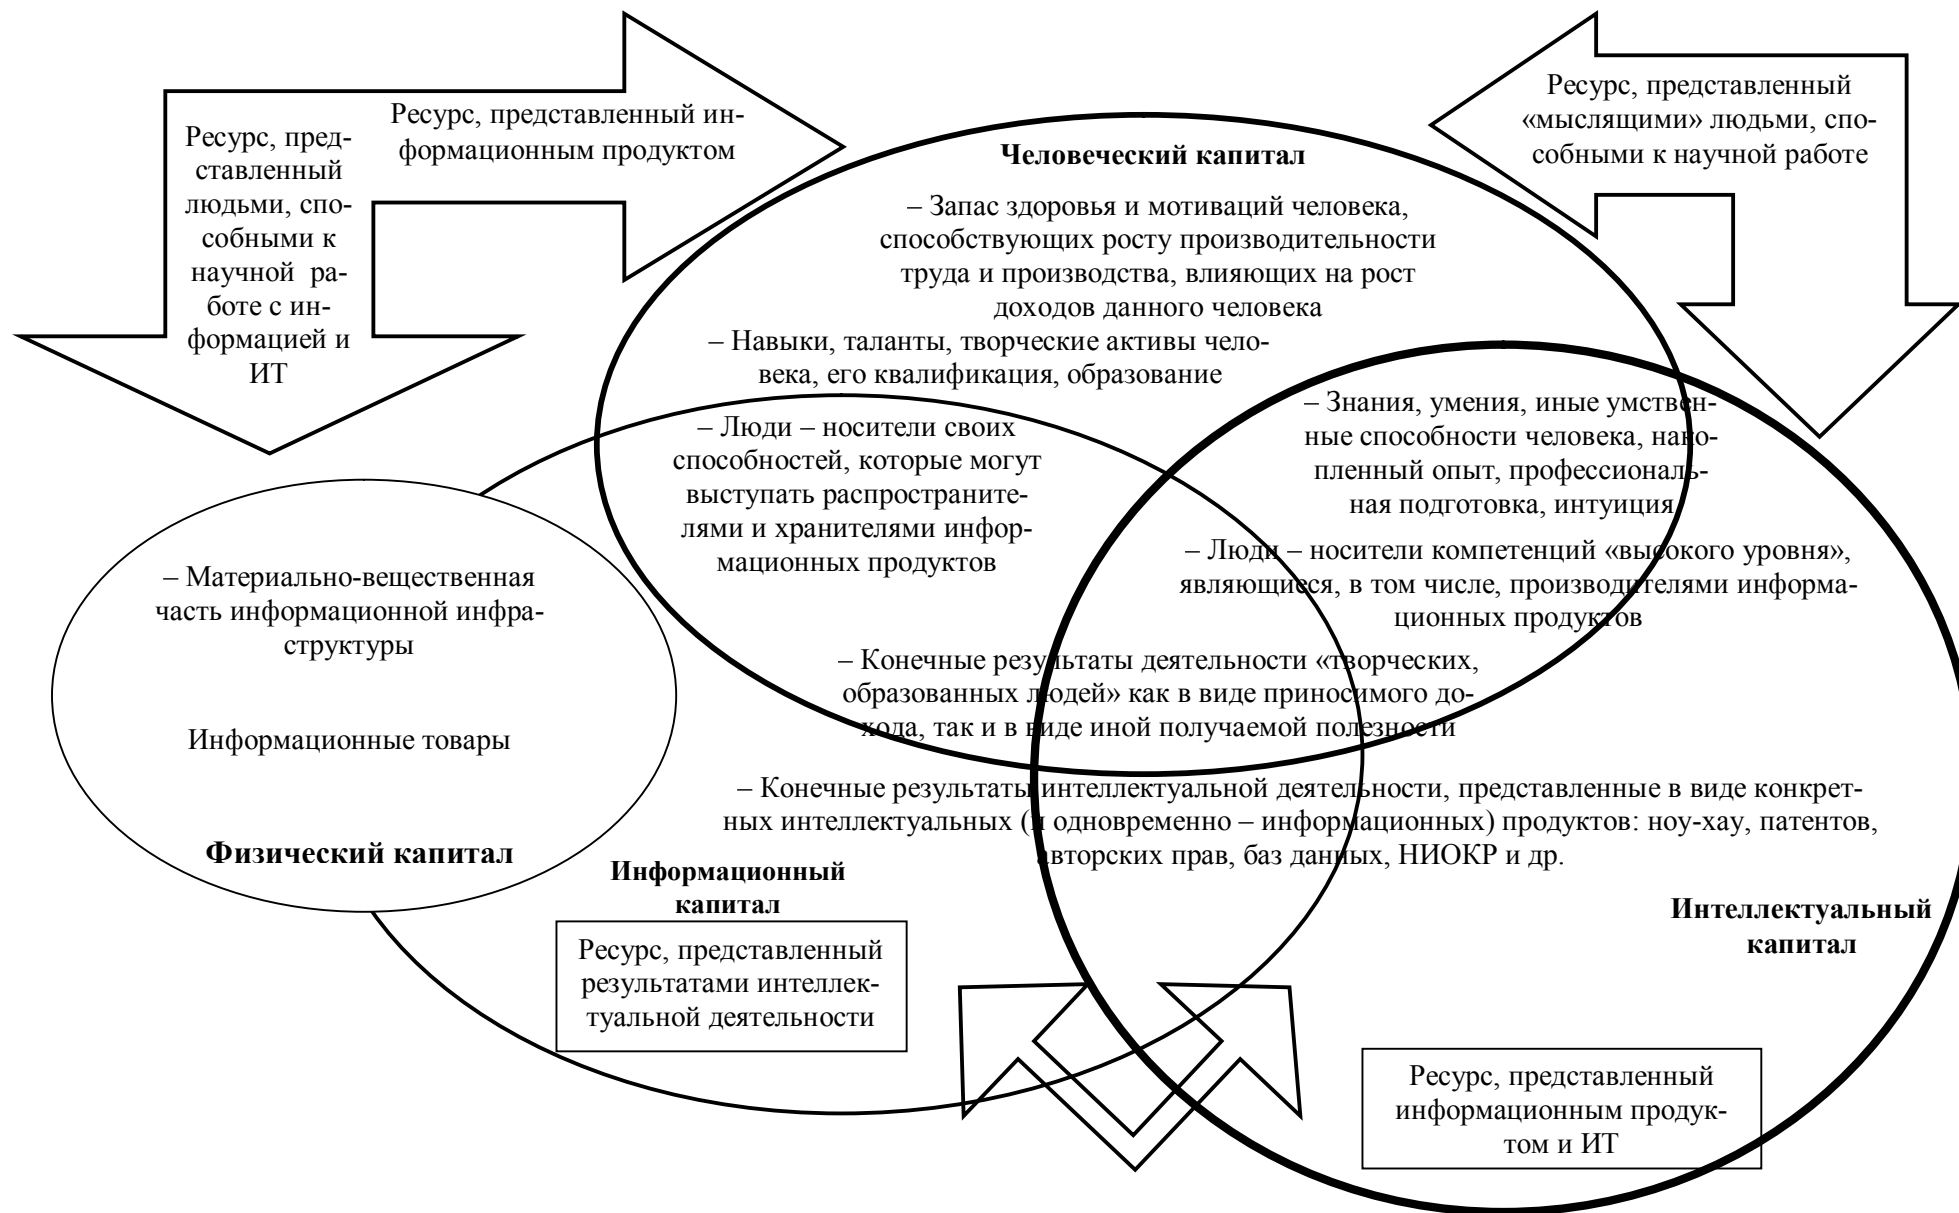 Ресурс, пред-
ставленный
людьми, спо-
собными к
научной  ра-
боте с ин-
формацией и
ИТ
Ресурс, представленный ин-
формационным продуктом
Ресурс, представленный
«мыслящими» людьми, спо-
собными к научной работе
Человеческий капитал
– Запас здоровья и мотиваций человека,
способствующих росту производительности
труда и производства, влияющих на рост
доходов данного человека
– Навыки, таланты, творческие активы чело-
века, его квалификация, образование
– Люди – носители своих
способностей, которые могут
выступать распространите-
лями и хранителями инфор-
мационных продуктов
– Знания, умения, иные умствен-
ные способности человека, нако-
пленный опыт, профессиональ-
ная подготовка, интуиция
– Люди – носители компетенций «высокого уровня»,
являющиеся, в том числе, производителями информа-
ционных продуктов
– Материально-вещественная
часть информационной инфра-
структуры
Информационные товары
Физический капитал
– Конечные результаты деятельности «творческих,
образованных людей» как в виде приносимого до-
хода, так и в виде иной получаемой полезности
– Конечные результаты интеллектуальной деятельности, представленные в виде конкрет-
ных интеллектуальных (и одновременно – информационных) продуктов: ноу-хау, патентов,
авторских прав, баз данных, НИОКР и др.
Информационный
капитал
Ресурс, представленный
результатами интеллек-
туальной деятельности
Интеллектуальный
капитал
Ресурс, представленный
информационным продук-
том и ИТ